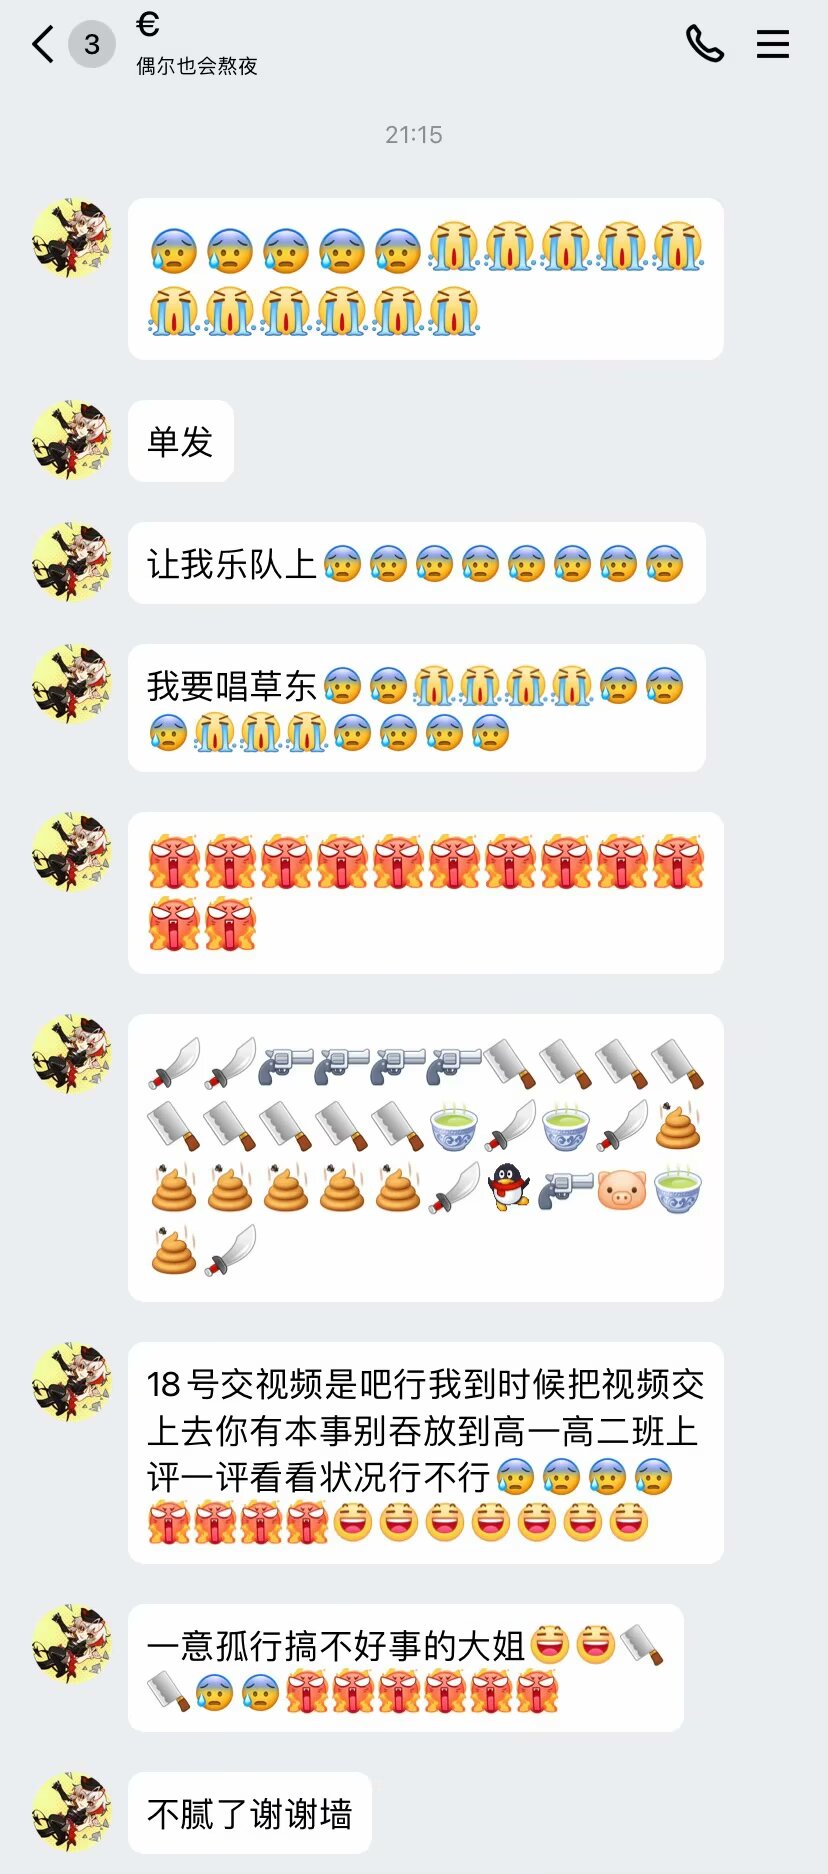 3
€
偶尔也会熬夜
21:15
😰😰😰😰😰😭😭😭😭😭
😭😭😭😭😭😭
单发
让我乐队上😰😰😰😰😰😰😰😰
我要唱草东😰😰😭😭😭😭😰😰
😰😭😭😭😰😰😰😰
18号交视频是吧行我到时候把视频交
上去你有本事别吞放到高一高二班上
评一评看看状况行不行😰😰😰😰
😆😆😆😆😆😆😆
一意孤行搞不好事的大姐😆😆🔪
🔪😰😰
不腻了谢谢墙